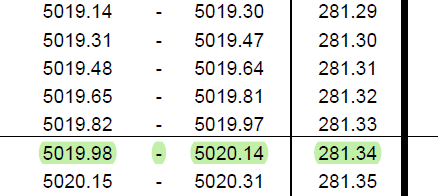 5019.14 - 5019.30 281.29
5019.31 - 5019.47 281.30
5019.48 - 5019.64 281.31
5019.65 - 5019.81 281.32
5019.82 - 5019.97 281.33
5019.98 - 5020.14 281.34
5020.15 - 5020.31 281.35